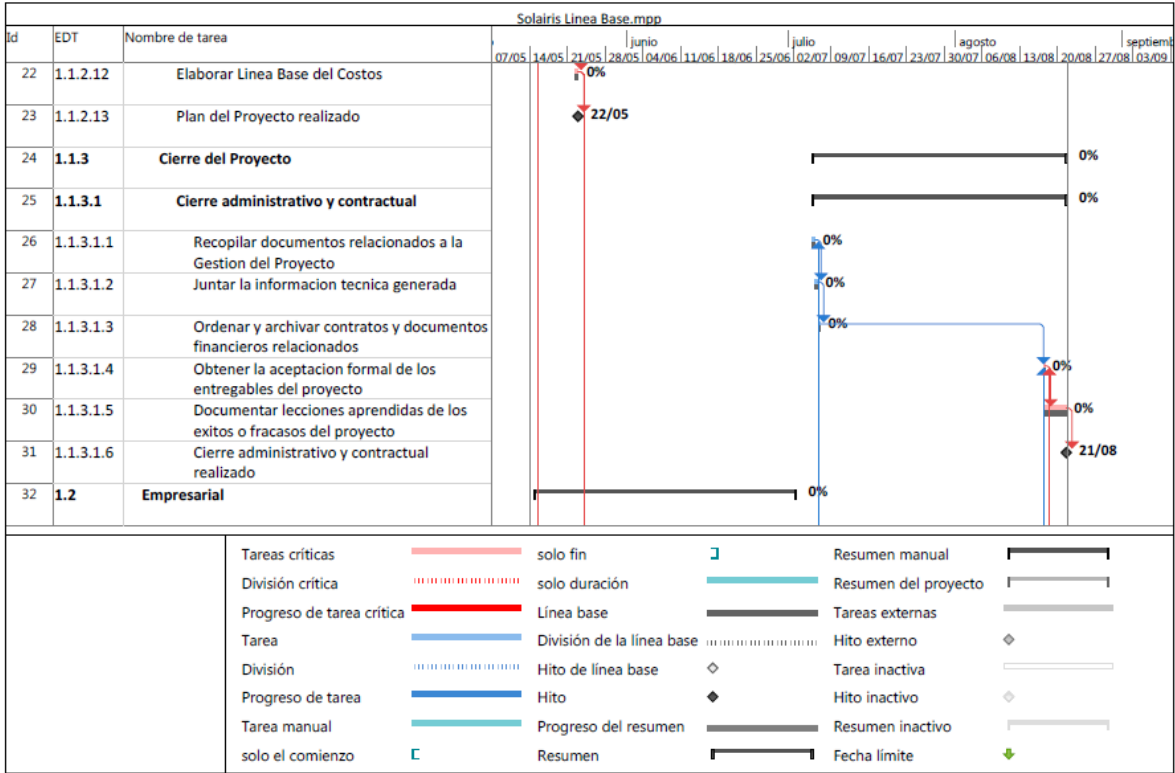 Solairis Linea Base.mpp
Id EDT Nombre de tarea junio julio agosto septiemb
07/05 14/05 21/05 28/05 04/06 11/06 18/06 25/06 02/07 09/07 16/07 23/07 30/07 06/08 13/08 20/08 27/08 03/09
22 1.1.2.12 Elaborar Linea Base del Costos 0%
23 1.1.2.13 Plan del Proyecto realizado 22/05
24 1.1.3 Cierre del Proyecto 0%
25 1.1.3.1 Cierre administrativo y contractual 0%
26 1.1.3.1.1 Recopilar documentos relacionados a la 0%
Gestion del Proyecto
27 1.1.3.1.2 Juntar la informacion tecnica generada 0%
28 1.1.3.1.3 Ordenar y archivar contratos y documentos 0%
financieros relacionados
29 1.1.3.1.4 Obtener la aceptacion formal de los 0%
entregables del proyecto
30 1.1.3.1.5 Documentar lecciones aprendidas de los 0%
exitos o fracasos del proyecto
31 1.1.3.1.6 Cierre administrativo y contractual 21/08
realizado
32 1.2 Empresarial 0%
Tareas críticas solo fin Resumen manual
División crítica solo duración Resumen del proyecto
Progreso de tarea crítica Línea base Tareas externas
Tarea División de la línea base Hito externo
División Hito de línea base Tarea inactiva
Progreso de tarea Hito Hito inactivo
Tarea manual Progreso del resumen Resumen inactivo
solo el comienzo Resumen Fecha límite